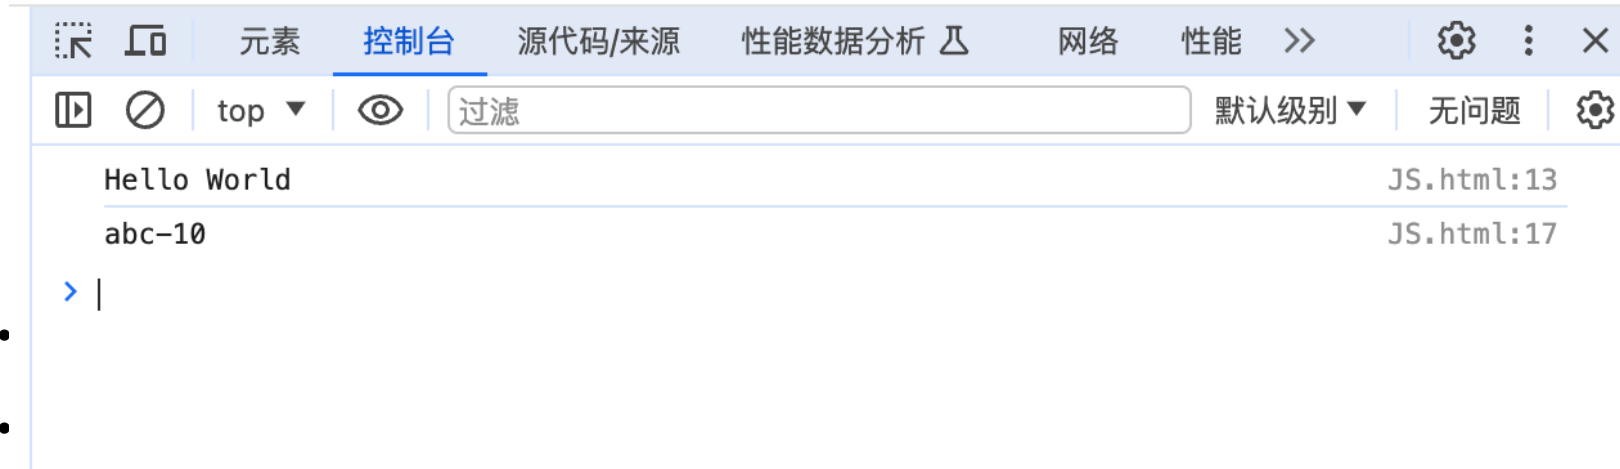 元素 控制台 源代码/来源 性能数据分析 网络 性能
top 过滤 默认级别 无问题
Hello World JS.html:13
abc-10 JS.html:17